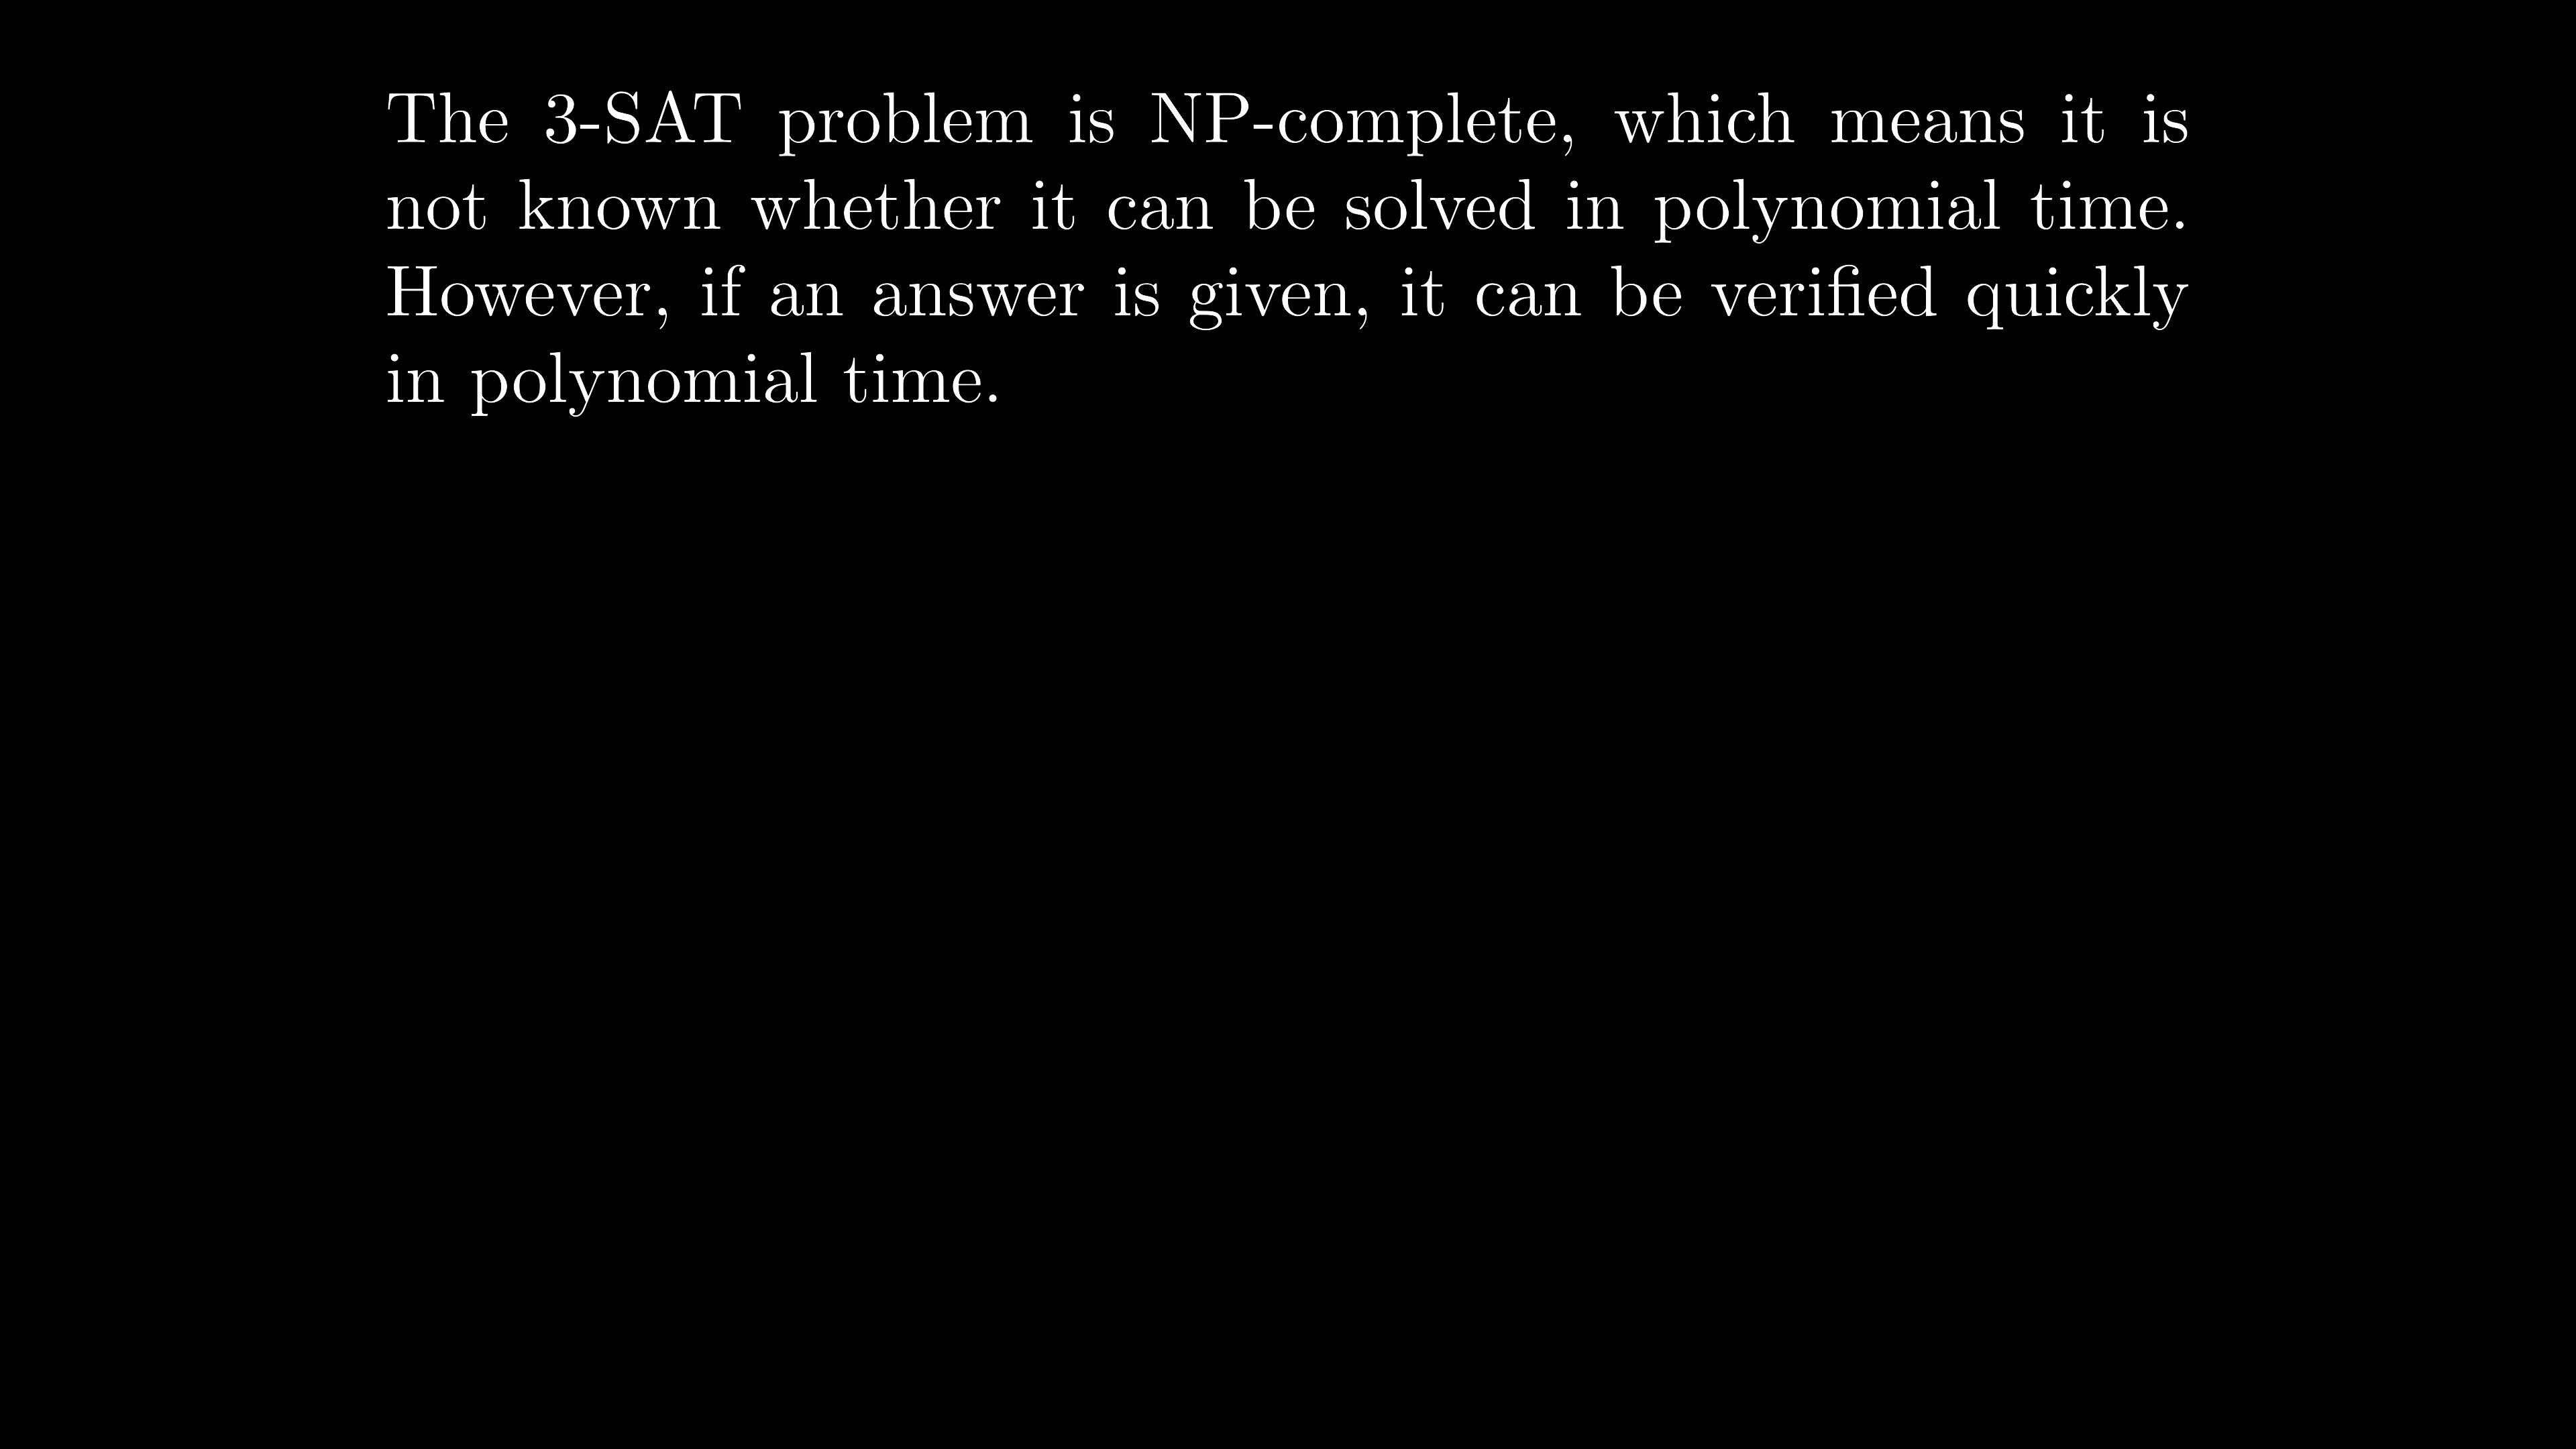 The 3-SAT problem is NP-complete, which means it is
not known whether it can be solved in polynomial time.
However, if an answer is given, it can be verified quickly
in polynomial time.